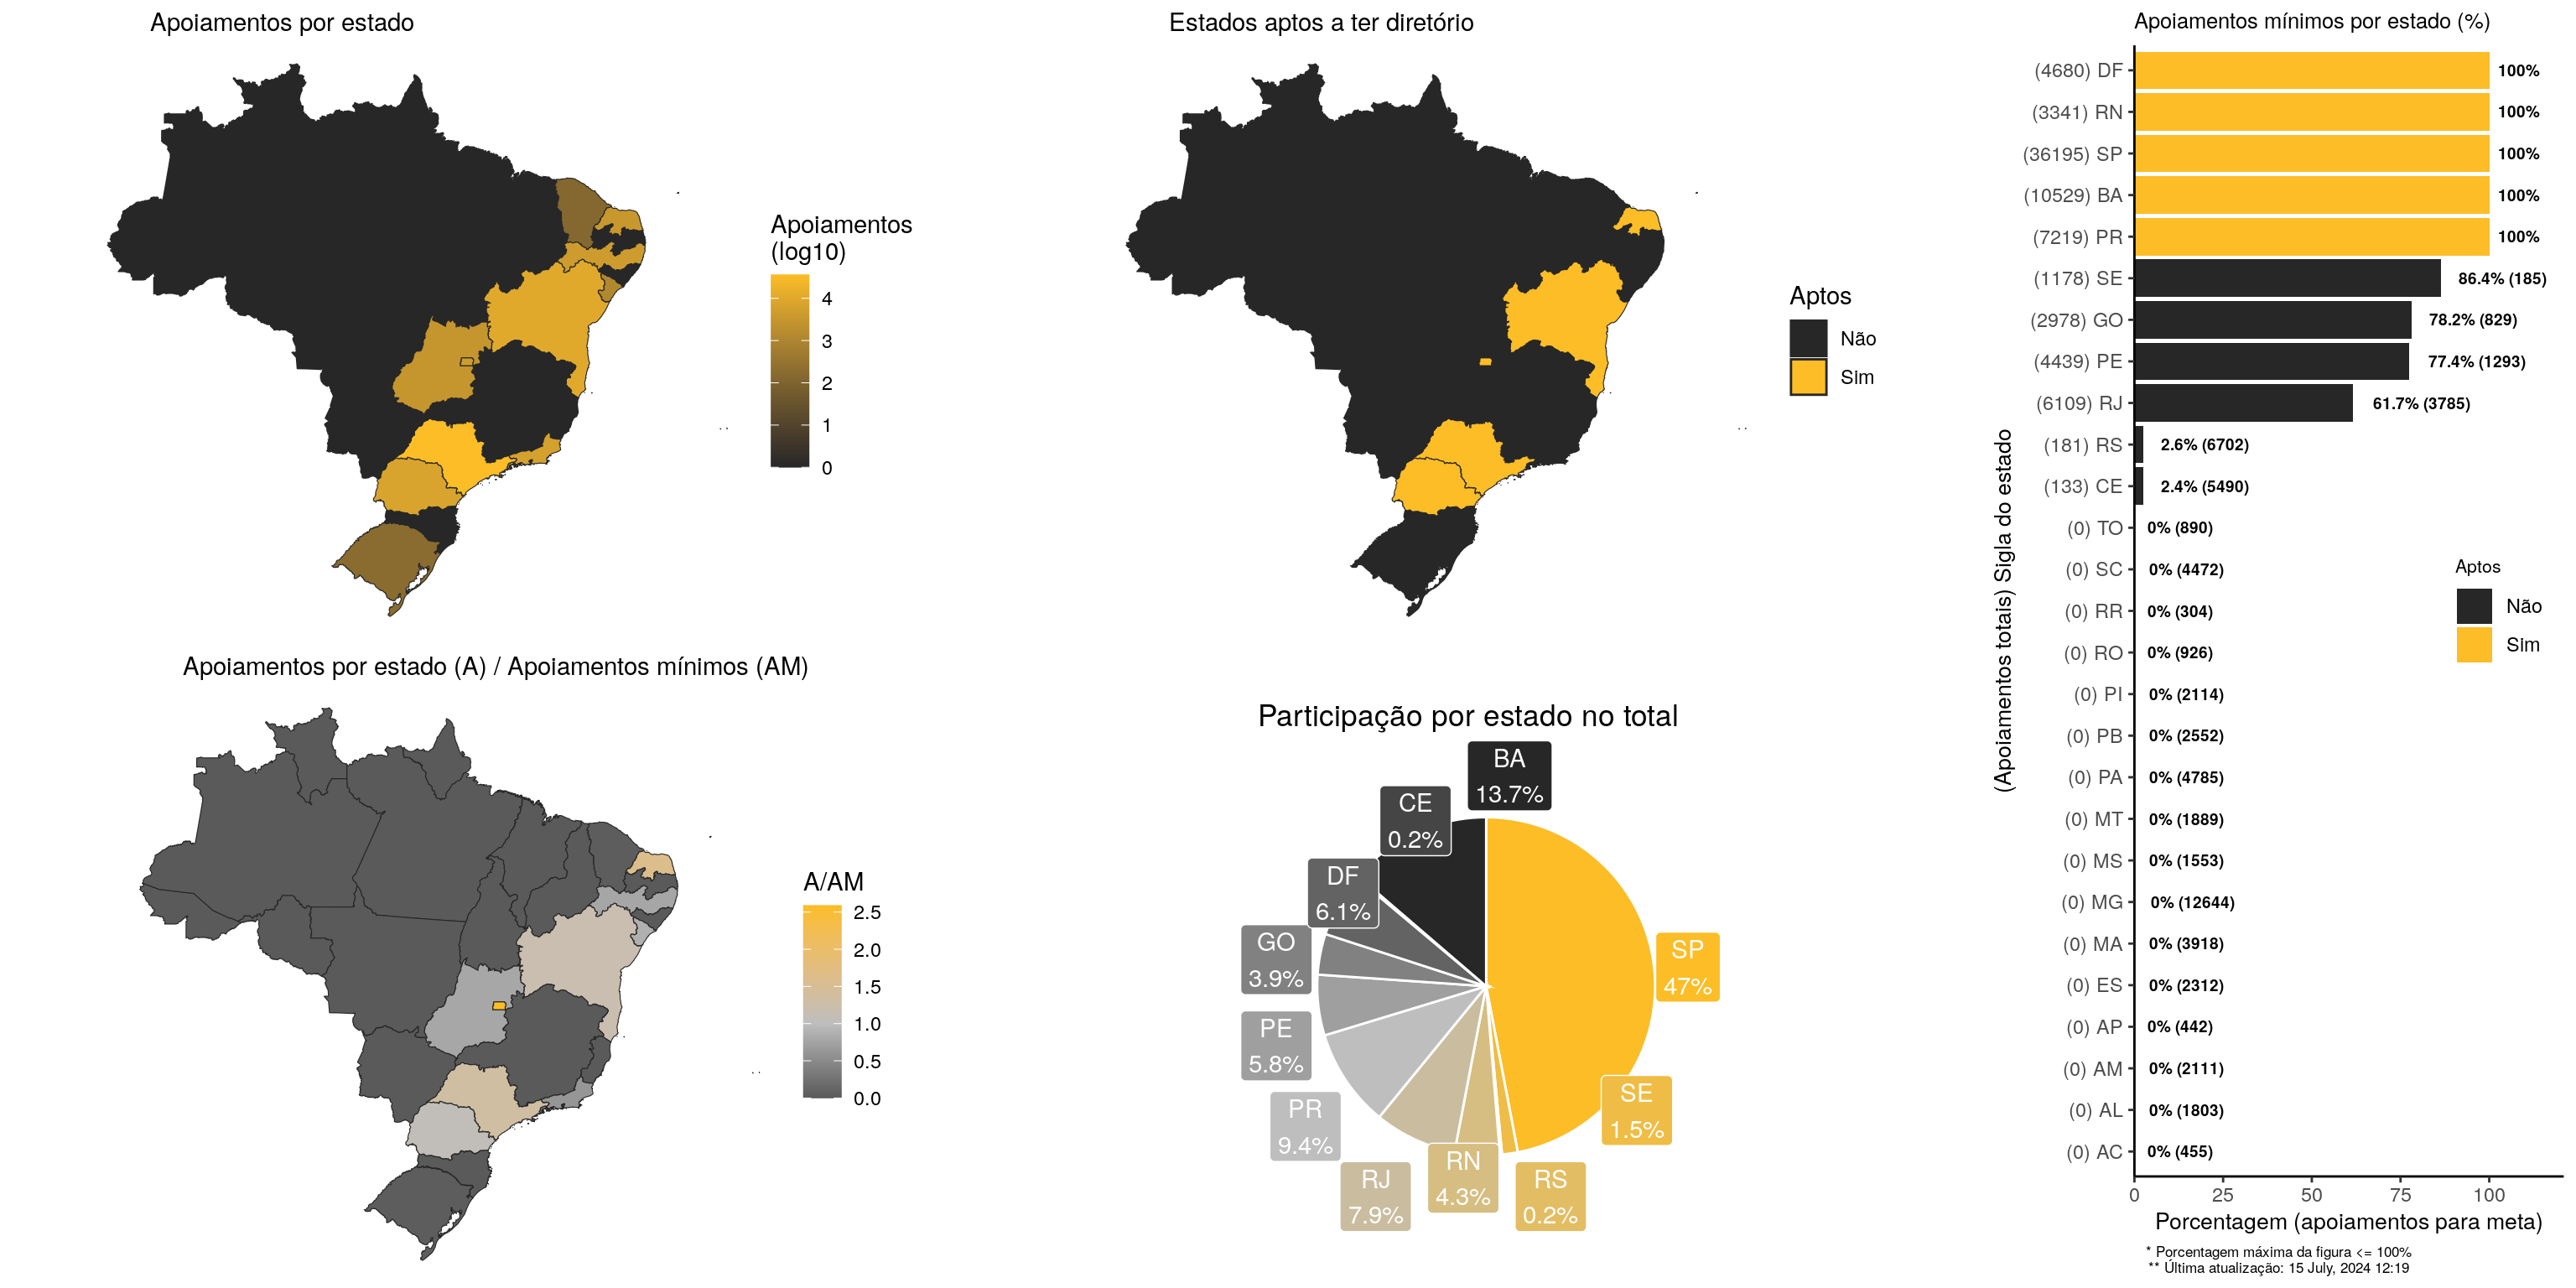 Apoiamentos por estado
Apoiamentos
(log10)
4
3
2
1
0
Estados aptos a ter diretório
Aptos
Não
Sim
Apoiamentos por estado (A) / Apoiamentos mínimos (AM)
A/AM
2.5
2.0
1.5
1.0
0.5
0.0
Participação por estado no total
BA
13.7%
CE
0.2%
DF
6.1%
GO
3.9%
PE
5.8%
PR
9.4%
RJ
7.9%
RN
4.3%
RS
0.2%
SE
1.5%
SP
47%
Apoiamentos mínimos por estado (%)
(Apoiamentos totais) Sigla do estado
(4680) DF 100%
(3341) RN 100%
(36195) SP 100%
(10529) BA 100%
(7219) PR 100%
(1178) SE 86.4% (185)
(2978) GO 78.2% (829)
(4439) PE 77.4% (1293)
(6109) RJ 61.7% (3785)
(181) RS 2.6% (6702)
(133) CE 2.4% (5490)
(0) TO 0% (890)
(0) SC 0% (4472)
(0) RR 0% (304)
(0) RO 0% (926)
(0) PI 0% (2114)
(0) PB 0% (2552)
(0) PA 0% (4785)
(0) MT 0% (1889)
(0) MS 0% (1553)
(0) MG 0% (12644)
(0) MA 0% (3918)
(0) ES 0% (2312)
(0) AP 0% (442)
(0) AM 0% (2111)
(0) AL 0% (1803)
(0) AC 0% (455)
Aptos
Não
Sim
0 25 50 75 100
Porcentagem (apoiamentos para meta)
* Porcentagem máxima da figura <= 100%
** Última atualização: 15 July, 2024 12:19